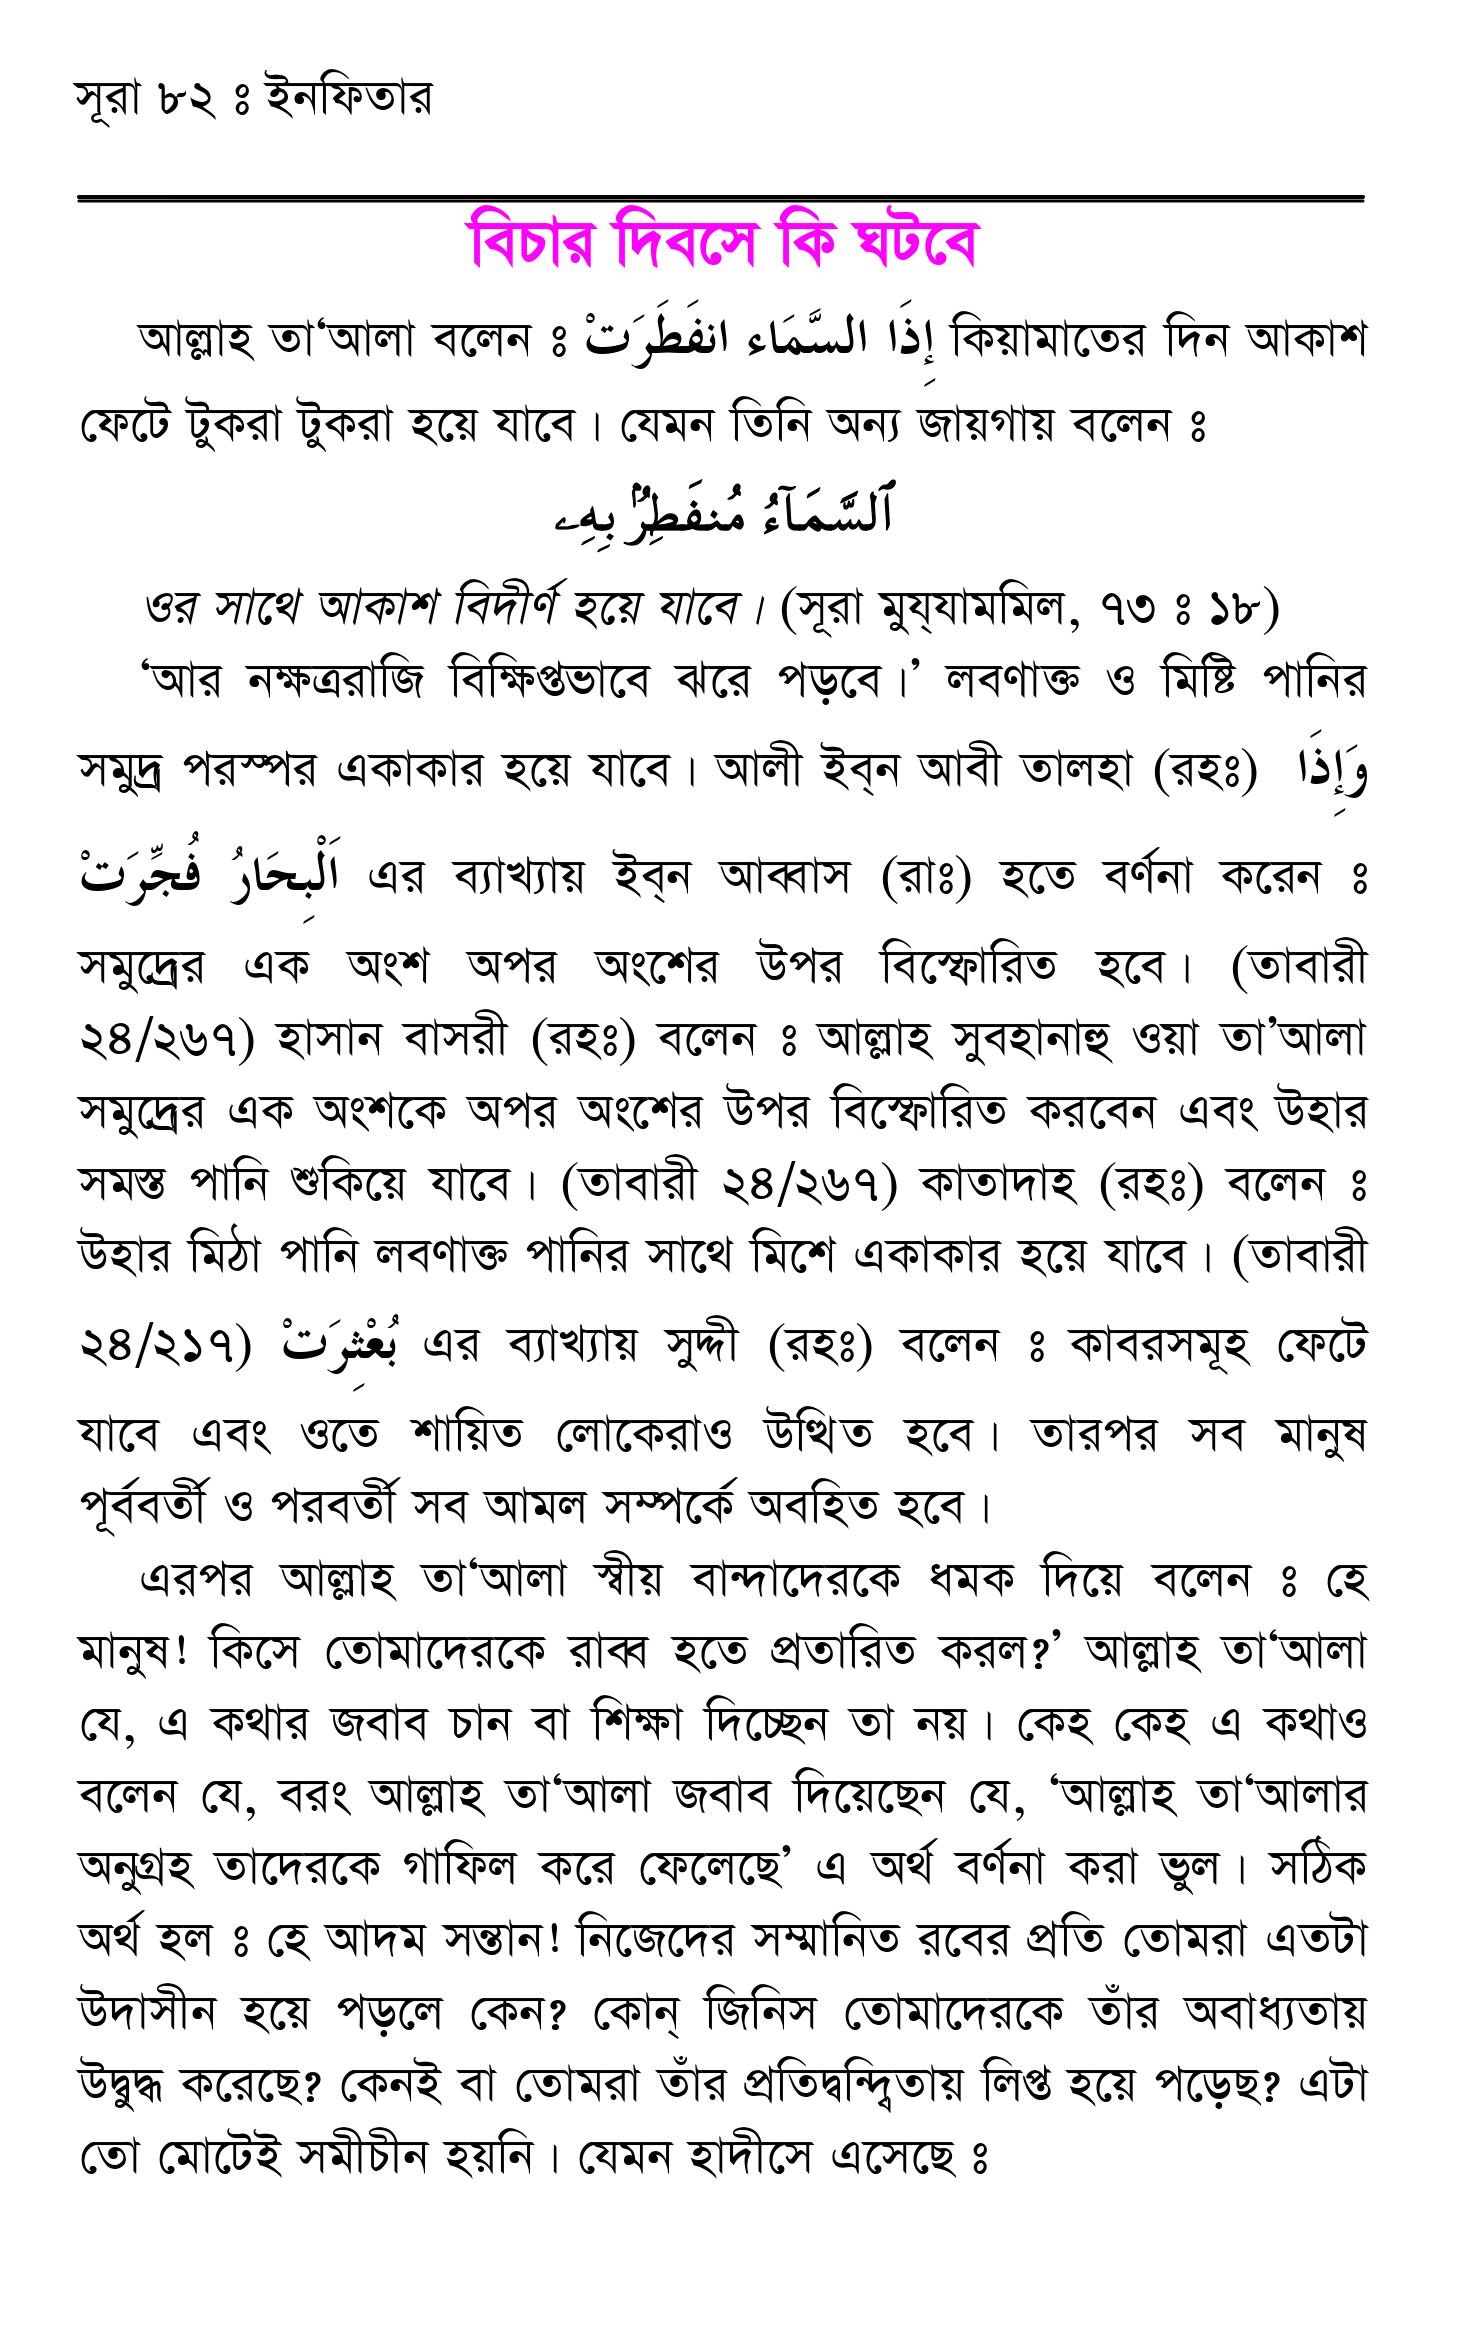 সূরা ৮২ ঃ ইনফিতার
বিচার দিবসে কি ঘটবে
আল্লাহ তা‘আলা বলেন ঃ إِذَا السَّمَاء انفَطَرَتْ কিয়ামাতের দিন আকাশ
ফেটে টুকরা টুকরা হয়ে যাবে। যেমন তিনি অন্য জায়গায় বলেন ঃ
ٱلسَّمَآءُ مُنفَطِرٌۢ بِهِۦ
ওর সাথে আকাশ বিদীর্ণ হয়ে যাবে। (সূরা মুয্যামমিল, ৭৩ ঃ ১৮)
‘আর নক্ষত্ররাজি বিক্ষিপ্তভাবে ঝরে পড়বে।’ লবণাক্ত ও মিষ্টি পানির
সমুদ্র পরস্পর একাকার হয়ে যাবে। আলী ইব্ন আবী তালহা (রহঃ) وَإِذَا
اَلْبِحَارُ فُجِّرَتْ এর ব্যাখ্যায় ইব্ন আব্বাস (রাঃ) হতে বর্ণনা করেন ঃ
সমুদ্রের এক অংশ অপর অংশের উপর বিস্ফোরিত হবে। (তাবারী
২৪/২৬৭) হাসান বাসরী (রহঃ) বলেন ঃ আল্লাহ সুবহানাহু ওয়া তা’আলা
সমুদ্রের এক অংশকে অপর অংশের উপর বিস্ফোরিত করবেন এবং উহার
সমস্ত পানি শুকিয়ে যাবে। (তাবারী ২৪/২৬৭) কাতাদাহ (রহঃ) বলেন ঃ
উহার মিঠা পানি লবণাক্ত পানির সাথে মিশে একাকার হয়ে যাবে। (তাবারী
২৪/২১৭) بُعْثِرَتْ এর ব্যাখ্যায় সুদ্দী (রহঃ) বলেন ঃ কাবরসমূহ ফেটে
যাবে এবং ওতে শায়িত লোকেরাও উত্থিত হবে। তারপর সব মানুষ
পূর্ববর্তী ও পরবর্তী সব আমল সম্পর্কে অবহিত হবে।
এরপর আল্লাহ তা‘আলা স্বীয় বান্দাদেরকে ধমক দিয়ে বলেন ঃ হে
মানুষ! কিসে তোমাদেরকে রাব্ব হতে প্রতারিত করল?’ আল্লাহ তা‘আলা
যে, এ কথার জবাব চান বা শিক্ষা দিচ্ছেন তা নয়। কেহ কেহ এ কথাও
বলেন যে, বরং আল্লাহ তা‘আলা জবাব দিয়েছেন যে, ‘আল্লাহ তা‘আলার
অনুগ্রহ তাদেরকে গাফিল করে ফেলেছে’ এ অর্থ বর্ণনা করা ভুল। সঠিক
অর্থ হল ঃ হে আদম সন্তান! নিজেদের সম্মানিত রবের প্রতি তোমরা এতটা
উদাসীন হয়ে পড়লে কেন? কোন্ জিনিস তোমাদেরকে তাঁর অবাধ্যতায়
উদ্বুদ্ধ করেছে? কেনই বা তোমরা তাঁর প্রতিদ্বন্দ্বিতায় লিপ্ত হয়ে পড়েছ? এটা
তো মোটেই সমীচীন হয়নি। যেমন হাদীসে এসেছে ঃ